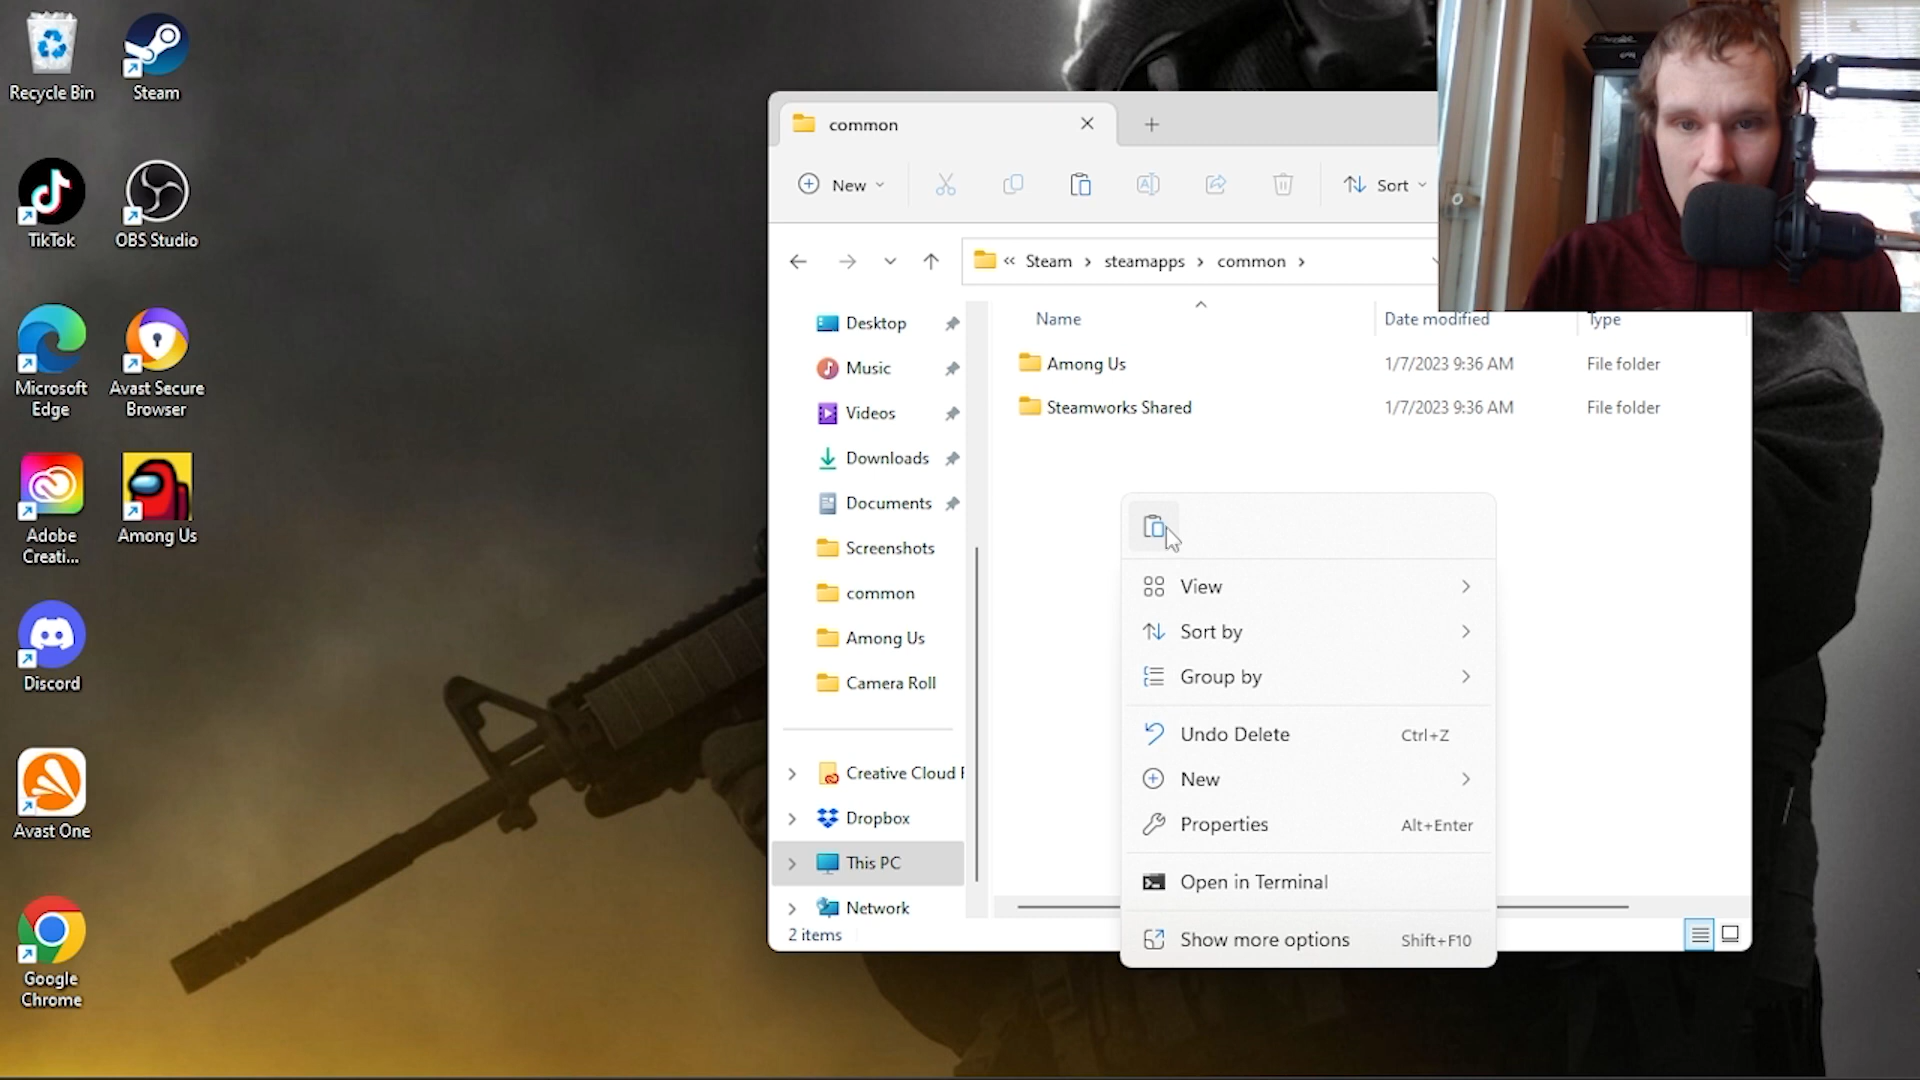 Recycle Bin
Steam
TikTok
OBS Studio
Microsoft
Edge
Avast Secure
Browser
Adobe
Creati...
Among Us
Discord
Avast One
Google
Chrome
common
New
Sort
« Steam > steamapps > common >
Desktop
Music
Videos
Downloads
Documents
Screenshots
common
Among Us
Camera Roll
Creative Cloud F
Dropbox
This PC
Network
2 items
Name Date modified Type
Among Us 1/7/2023 9:36 AM File folder
Steamworks Shared 1/7/2023 9:36 AM File folder
View
Sort by
Group by
Undo Delete Ctrl+Z
New
Properties Alt+Enter
Open in Terminal
Show more options Shift+F10